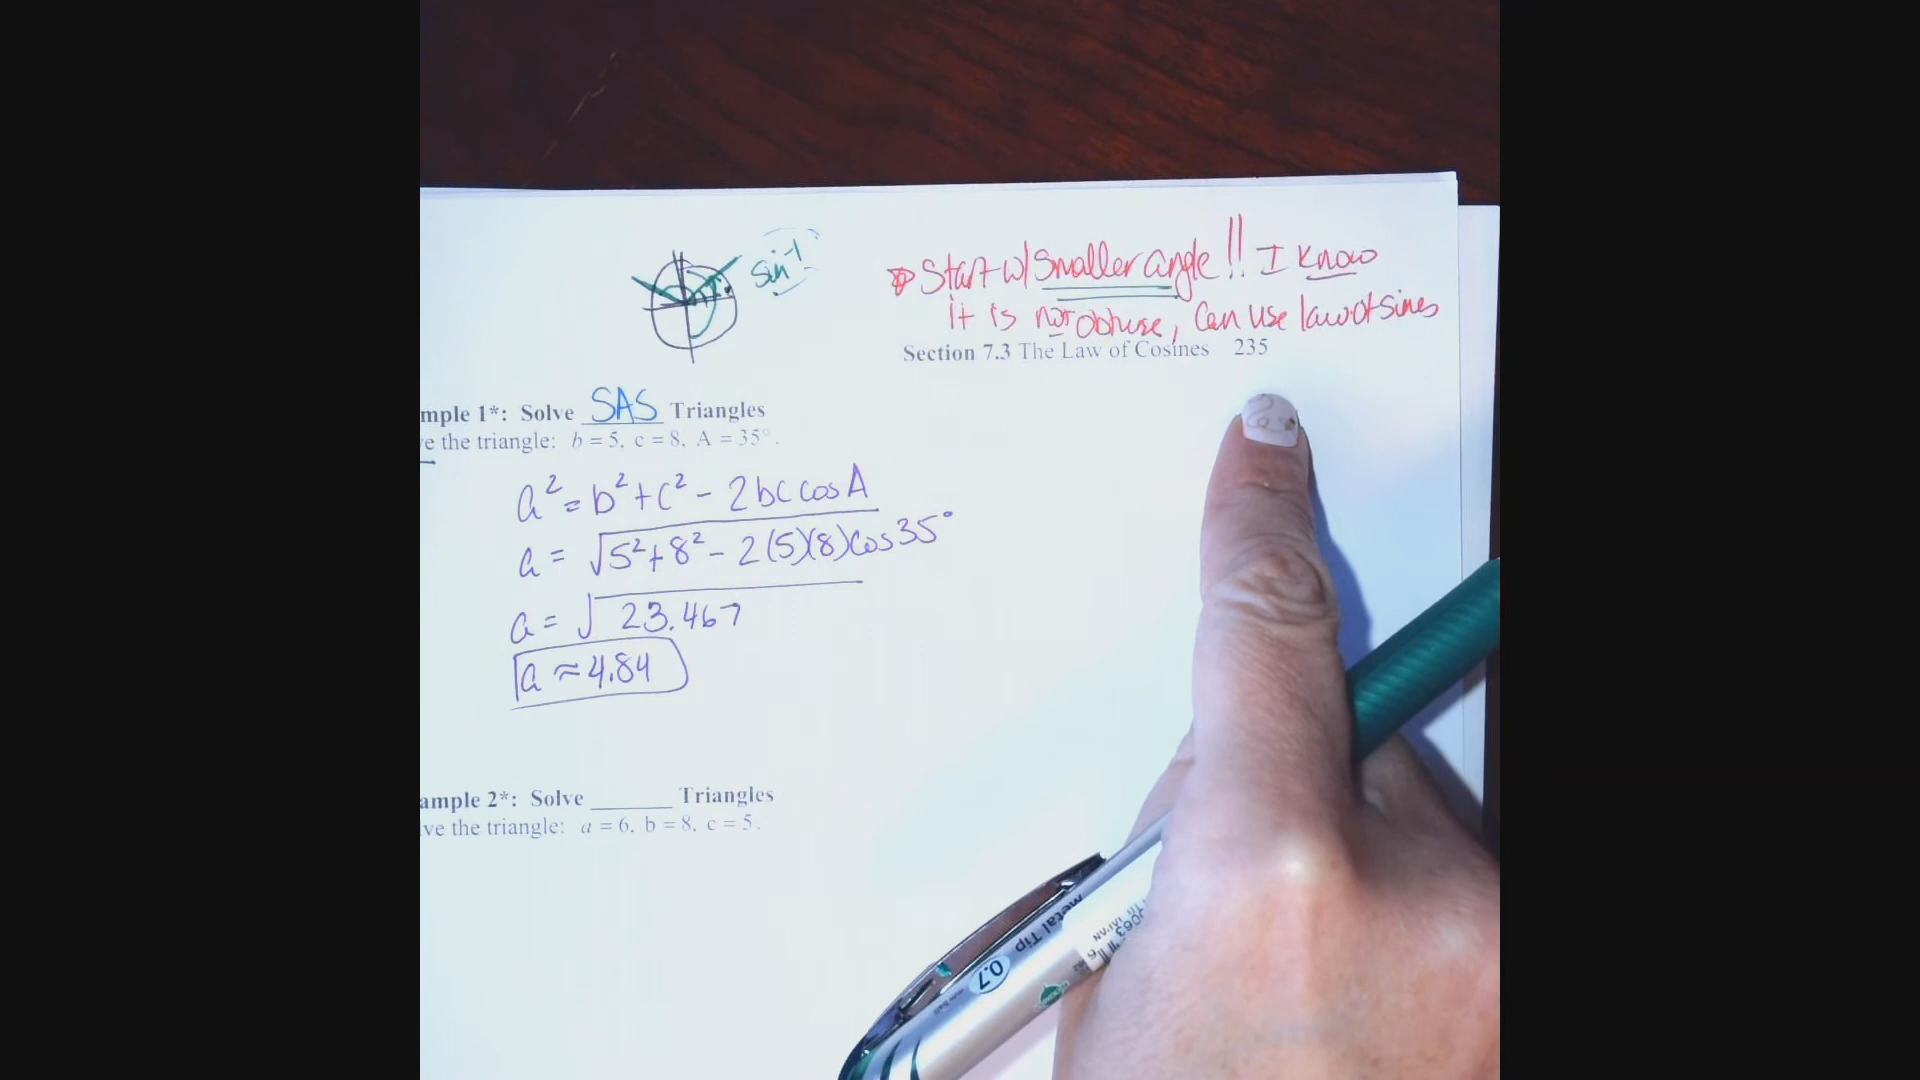 sin⁻¹
Start w/ smaller angle!! I know
it is not obtuse, can use law of sines
Section 7.3 The Law of Cosines 235
mple 1*: Solve SAS Triangles
e the triangle: b = 5, c = 8, A = 35°.
a² = b² + c² - 2bc cos A
a = √5² + 8² - 2(5)(8)cos 35°
a = √23.467
a ≈ 4.84
ample 2*: Solve ______ Triangles
ve the triangle: a = 6, b = 8, c = 5.
Metal Tip
0.7